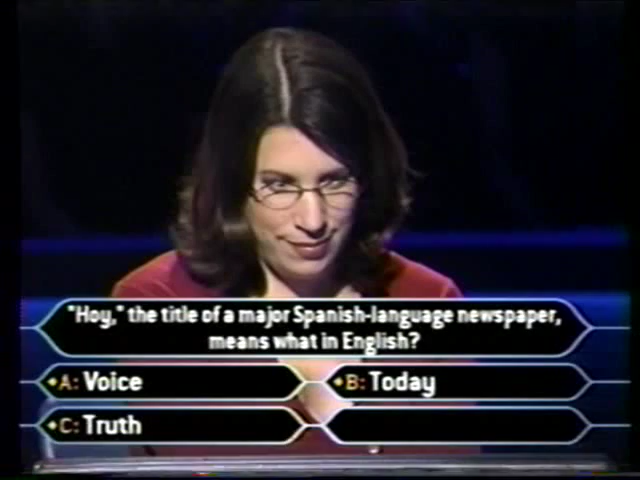 "Hoy," the title of a major Spanish-language newspaper,
means what in English?
A: Voice
B: Today
C: Truth